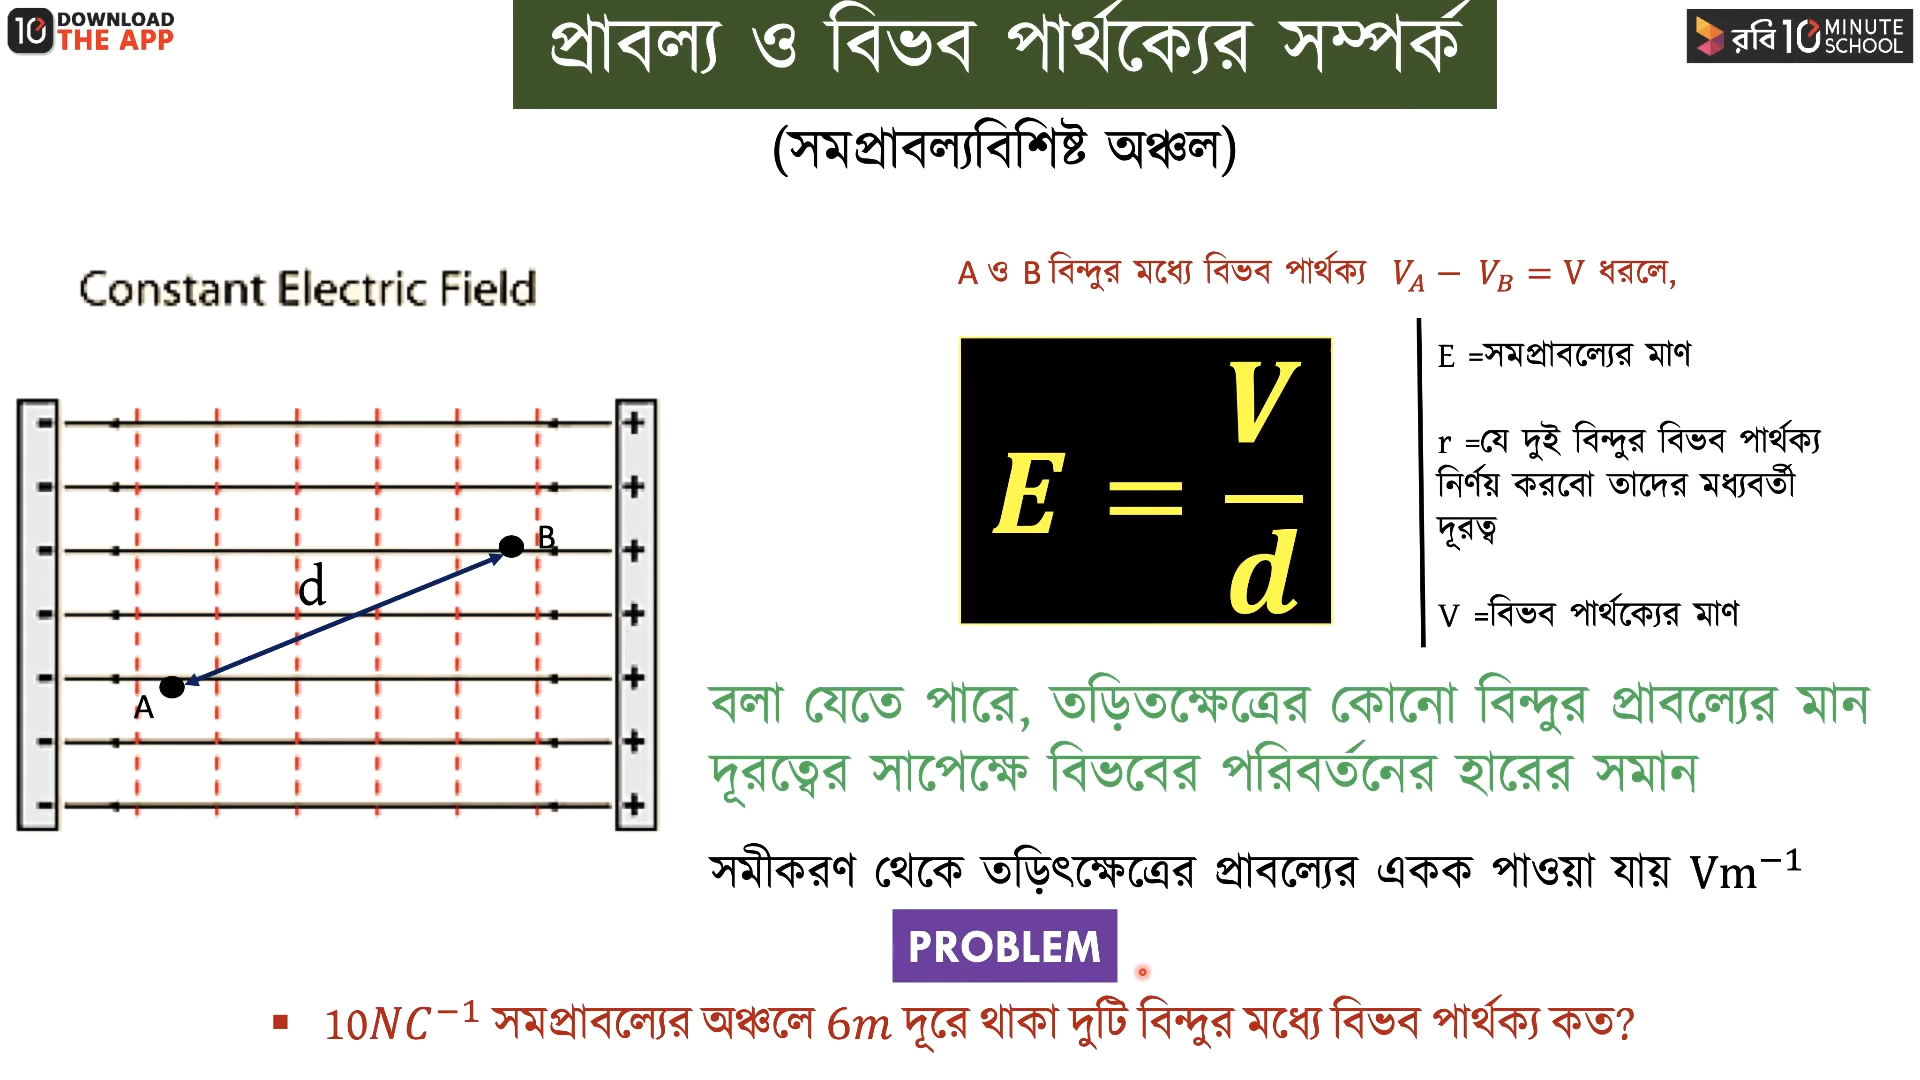 10 DOWNLOAD THE APP
প্রাবল্য ও বিভব পার্থক্যের সম্পর্ক
রবি 10 MINUTE SCHOOL
(সমপ্রাবল্যবিশিষ্ট অঞ্চল)
Constant Electric Field
A ও B বিন্দুর মধ্যে বিভব পার্থক্য V_A − V_B = V ধরলে,
E = V/d
E =সমপ্রাবল্যের মাণ
r =যে দুই বিন্দুর বিভব পার্থক্য
নির্ণয় করবো তাদের মধ্যবর্তী
দূরত্ব
V =বিভব পার্থক্যের মাণ
- +
- +
- B +
d
- +
- +
A
- +
- +
বলা যেতে পারে, তড়িতক্ষেত্রের কোনো বিন্দুর প্রাবল্যের মান
দূরত্বের সাপেক্ষে বিভবের পরিবর্তনের হারের সমান
সমীকরণ থেকে তড়িৎক্ষেত্রের প্রাবল্যের একক পাওয়া যায় Vm⁻¹
PROBLEM
▪ 10NC⁻¹ সমপ্রাবল্যের অঞ্চলে 6m দূরে থাকা দুটি বিন্দুর মধ্যে বিভব পার্থক্য কত?